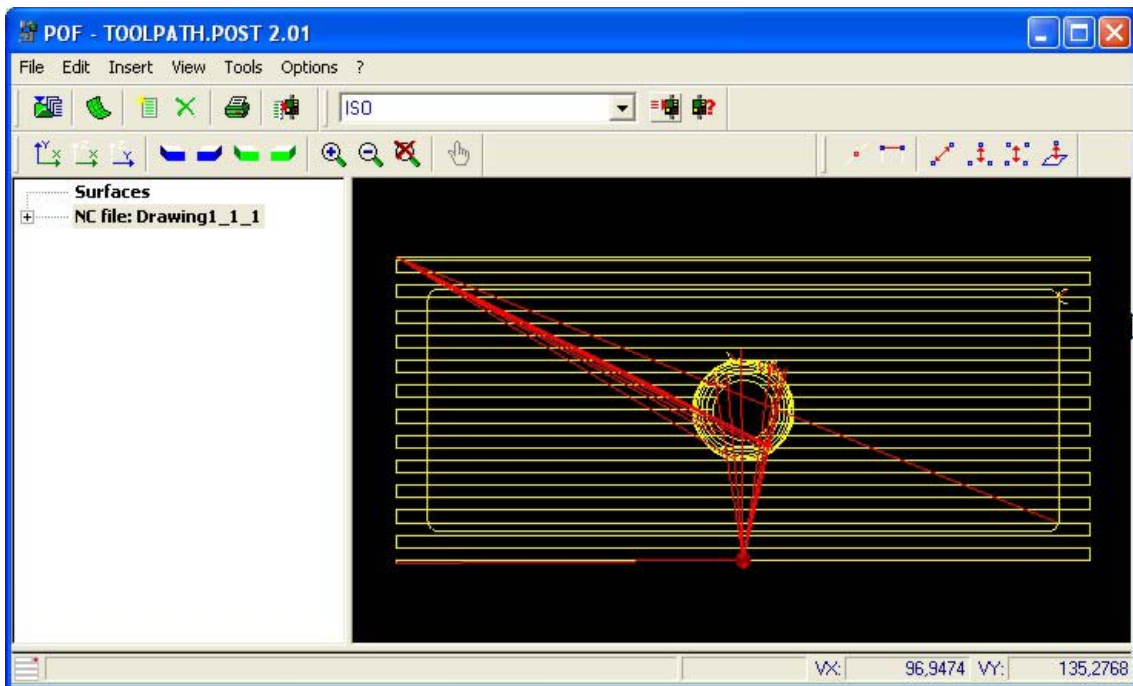 POF - TOOLPATH.POST 2.01
File Edit Insert View Tools Options ?
ISO
Y X X Y
Surfaces
NC file: Drawing1_1_1
VX: 96,9474 VY: 135,2768